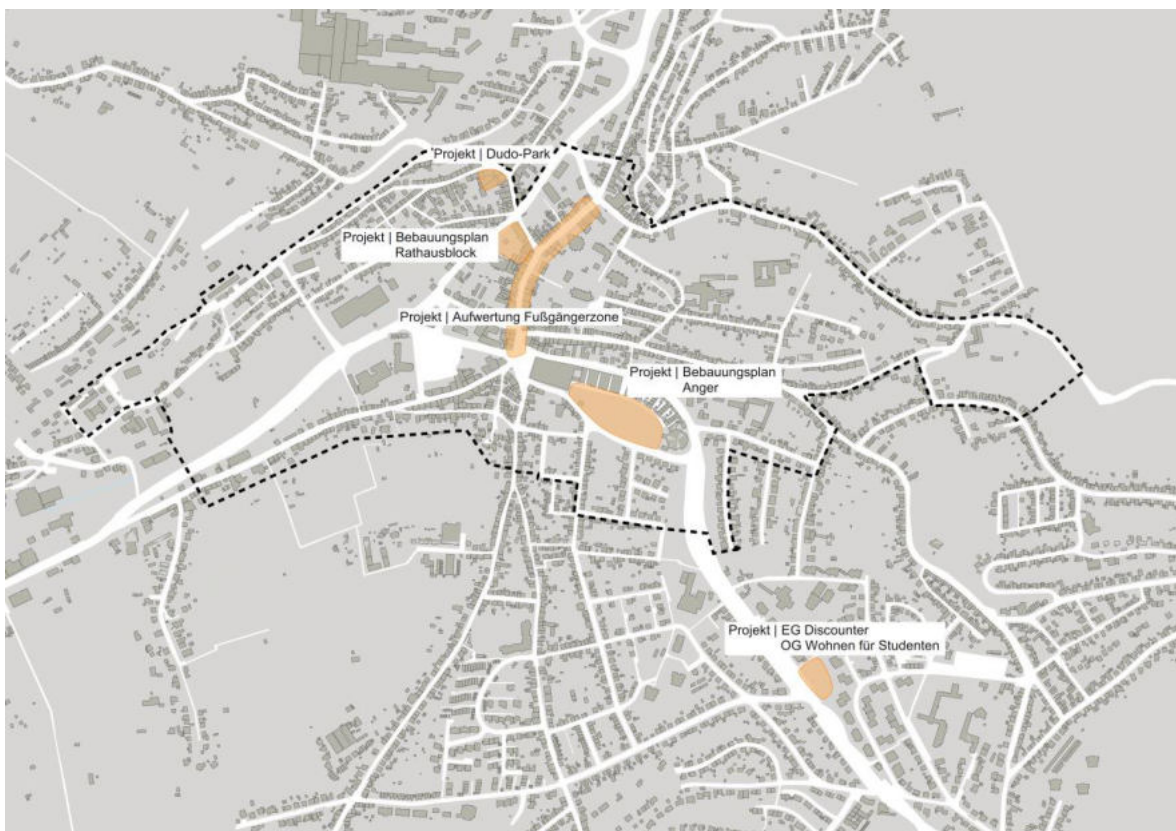 Projekt | Dudo-Park
Projekt | Bebauungsplan
Rathausblock
Projekt | Aufwertung Fußgängerzone
Projekt | Bebauungsplan
Anger
Projekt | EG Discounter
OG Wohnen für Studenten